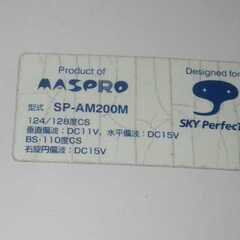 Product of
MASPRO
型式 SP-AM200M
124/128度CS
垂直偏波:DC11V, 水平偏波:DC15V
BS・110度CS
右旋円偏波:DC15V
Designed for
SKY Perfec